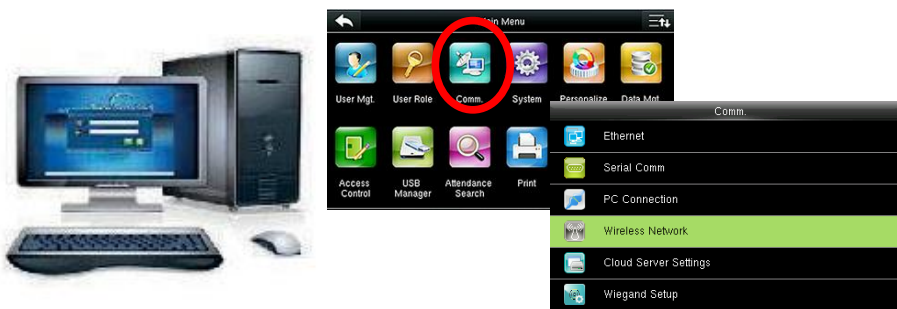 Main Menu
User Mgt.
User Role
Comm.
System
Personalize
Data Mgt.
Access
Control
USB
Manager
Attendance
Search
Print
Comm.
Ethernet
Serial Comm
PC Connection
Wireless Network
Cloud Server Settings
Wiegand Setup